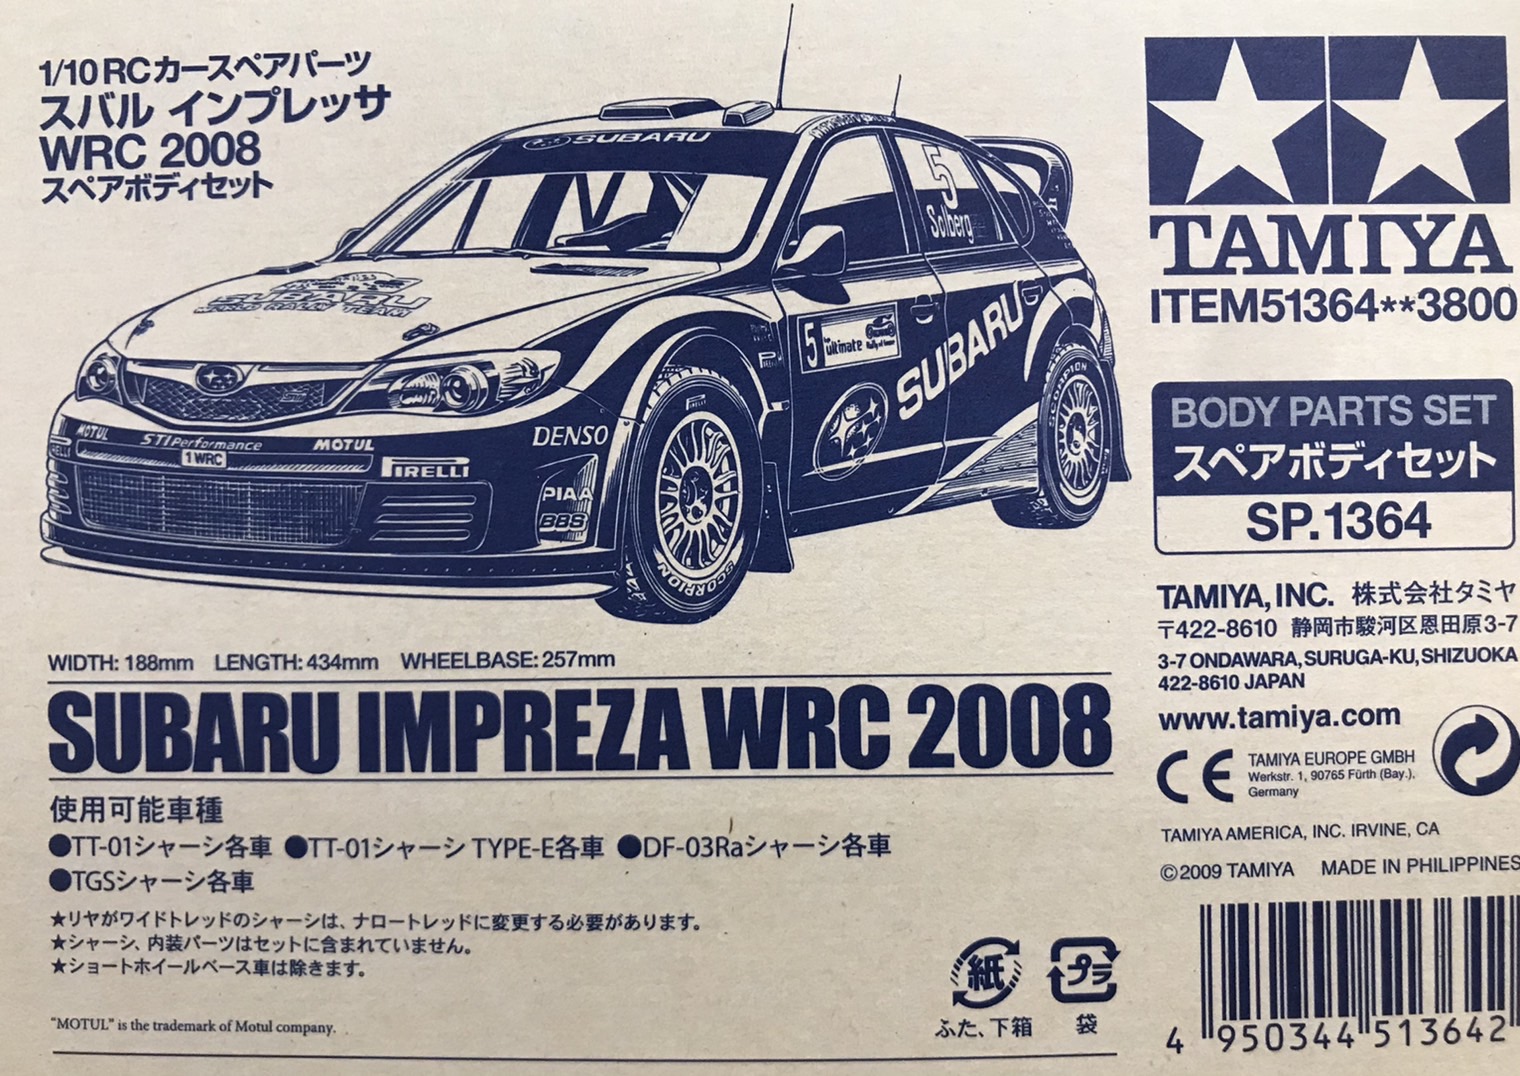 1/10 RCカースペアパーツ
スバル インプレッサ
WRC 2008
スペアボディセット
SUBARU
5
Solberg
SUBARU
5
ultimate
SUBARU
MOTUL
STI Performance
MOTUL
1 WRC
DENSO
PIRELLI
PIRELLI
PIAA
BBS
SCORPION
SCORPION
TAMIYA
ITEM51364**3800
BODY PARTS SET
スペアボディセット
SP.1364
TAMIYA, INC. 株式会社タミヤ
〒422-8610 静岡市駿河区恩田原3-7
3-7 ONDAWARA, SURUGA-KU, SHIZUOKA
422-8610 JAPAN
www.tamiya.com
CE
TAMIYA EUROPE GMBH
Werkstr. 1, 90765 Fürth (Bay.),
Germany
TAMIYA AMERICA, INC. IRVINE, CA
©2009 TAMIYA MADE IN PHILIPPINES
WIDTH: 188mm LENGTH: 434mm WHEELBASE: 257mm
SUBARU IMPREZA WRC 2008
使用可能車種
●TT-01シャーシ各車 ●TT-01シャーシ TYPE-E各車 ●DF-03Raシャーシ各車
●TGSシャーシ各車
★リヤがワイドトレッドのシャーシは、ナロートレッドに変更する必要があります。
★シャーシ、内装パーツはセットに含まれていません。
★ショートホイールベース車は除きます。
"MOTUL" is the trademark of Motul company.
紙
ふた、下箱
プラ
袋
4 950344 513642